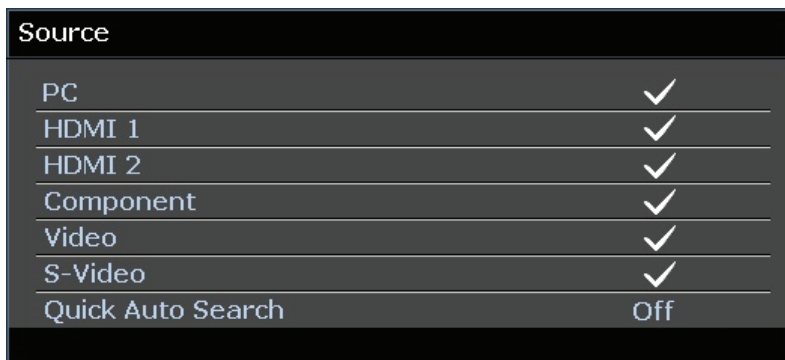 Source
PC ✓
HDMI 1 ✓
HDMI 2 ✓
Component ✓
Video ✓
S-Video ✓
Quick Auto Search Off